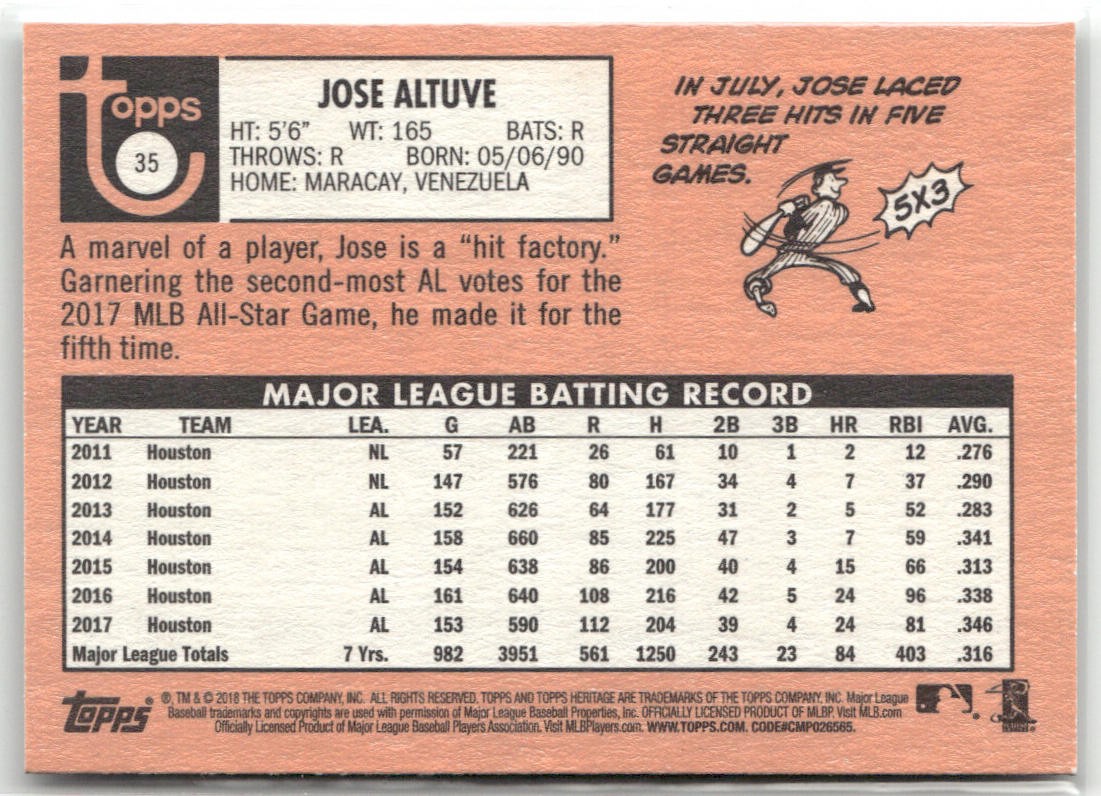 topps
35
JOSE ALTUVE
HT: 5'6" WT: 165 BATS: R
THROWS: R BORN: 05/06/90
HOME: MARACAY, VENEZUELA
IN JULY, JOSE LACED
THREE HITS IN FIVE
STRAIGHT
GAMES.
5X3
A marvel of a player, Jose is a “hit factory.”
Garnering the second-most AL votes for the
2017 MLB All-Star Game, he made it for the
fifth time.
MAJOR LEAGUE BATTING RECORD
YEAR TEAM LEA. G AB R H 2B 3B HR RBI AVG.
2011 Houston NL 57 221 26 61 10 1 2 12 .276
2012 Houston NL 147 576 80 167 34 4 7 37 .290
2013 Houston AL 152 626 64 177 31 2 5 52 .283
2014 Houston AL 158 660 85 225 47 3 7 59 .341
2015 Houston AL 154 638 86 200 40 4 15 66 .313
2016 Houston AL 161 640 108 216 42 5 24 96 .338
2017 Houston AL 153 590 112 204 39 4 24 81 .346
Major League Totals 7 Yrs. 982 3951 561 1250 243 23 84 403 .316
Topps® ®, TM & © 2018 THE TOPPS COMPANY, INC. ALL RIGHTS RESERVED. TOPPS AND TOPPS HERITAGE ARE TRADEMARKS OF THE TOPPS COMPANY, INC. Major League
Baseball trademarks and copyrights are used with permission of Major League Baseball Properties, Inc. OFFICIALLY LICENSED PRODUCT OF MLBP. Visit MLB.com
Officially Licensed Product of Major League Baseball Players Association. Visit MLBPlayers.com. WWW.TOPPS.COM. CODE#CMP026565.